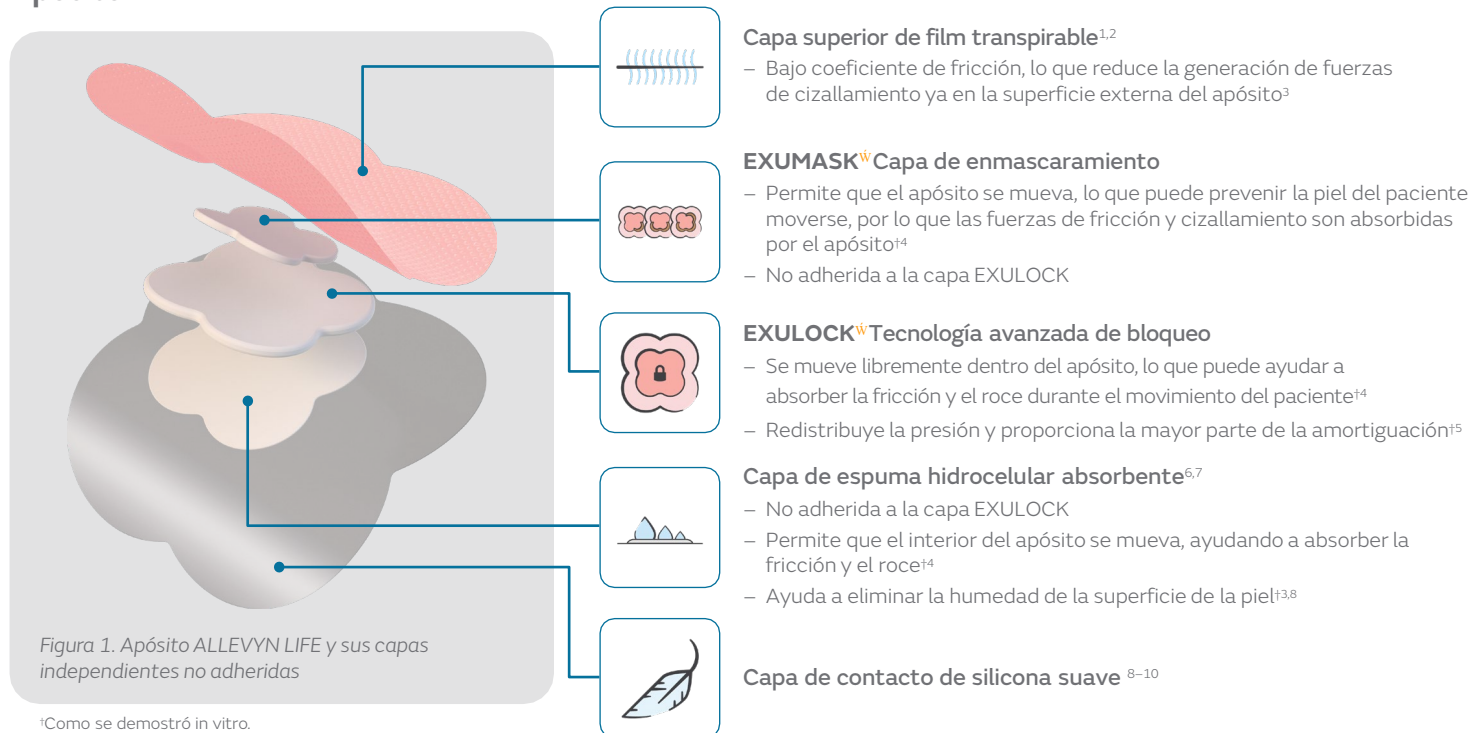 Capa superior de film transpirable1,2
– Bajo coeficiente de fricción, lo que reduce la generación de fuerzas
de cizallamiento ya en la superficie externa del apósito3
EXUMASK Capa de enmascaramiento
– Permite que el apósito se mueva, lo que puede prevenir la piel del paciente
moverse, por lo que las fuerzas de fricción y cizallamiento son absorbidas
por el apósito†4
– No adherida a la capa EXULOCK
EXULOCK Tecnología avanzada de bloqueo
– Se mueve libremente dentro del apósito, lo que puede ayudar a
absorber la fricción y el roce durante el movimiento del paciente†4
– Redistribuye la presión y proporciona la mayor parte de la amortiguación†5
Capa de espuma hidrocelular absorbente6,7
– No adherida a la capa EXULOCK
– Permite que el interior del apósito se mueva, ayudando a absorber la
fricción y el roce†4
– Ayuda a eliminar la humedad de la superficie de la piel†3,8
Capa de contacto de silicona suave 8–10
Figura 1. Apósito ALLEVYN LIFE y sus capas
independientes no adheridas
†Como se demostró in vitro.